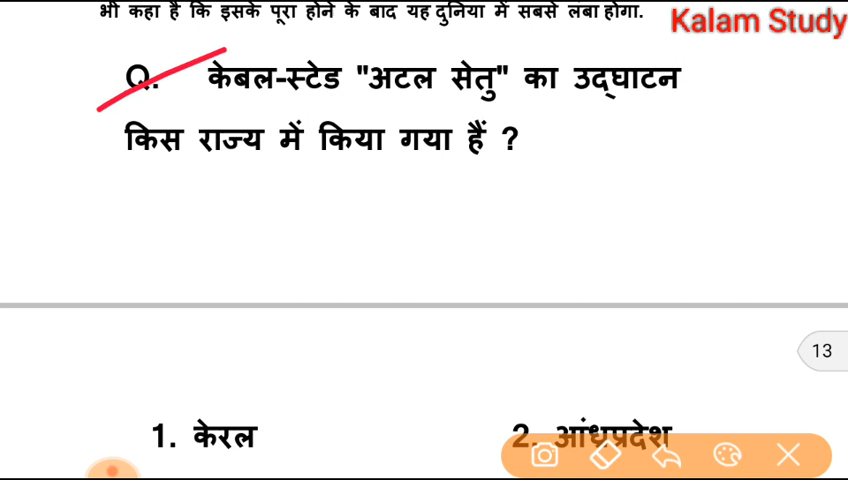 भी कहा है कि इसके पूरा होने के बाद यह दुनिया में सबसे लंबा होगा.
Kalam Study
Q. केबल-स्टेड "अटल सेतु" का उद्घाटन
किस राज्य में किया गया हैं ?
13
1. केरल 2. आंध्रप्रदेश